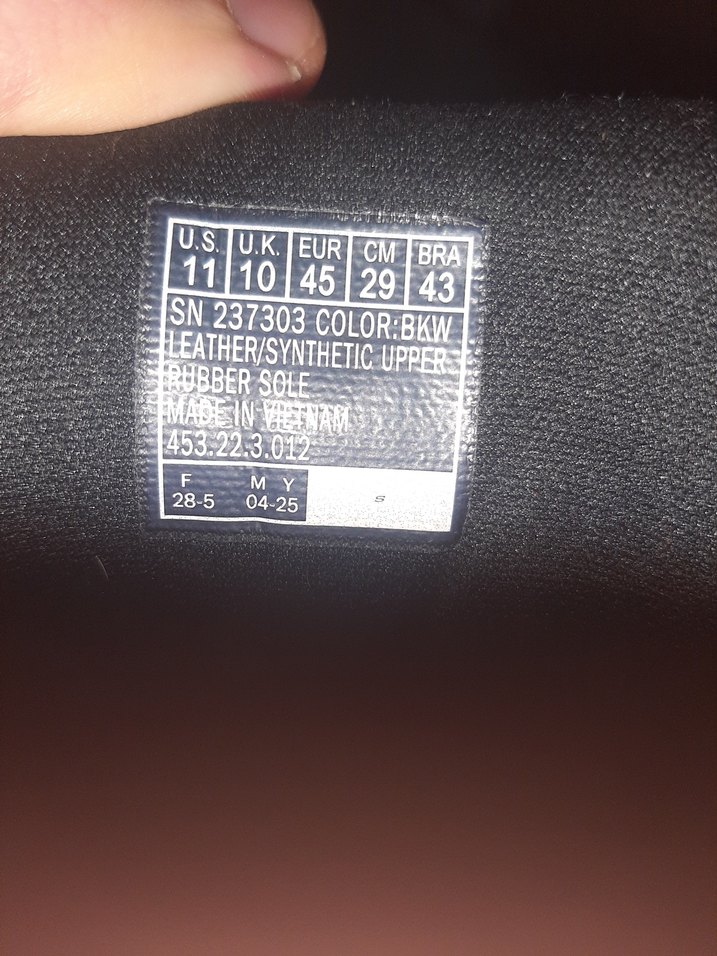 U.S. U.K. EUR CM BRA
11 10 45 29 43
SN 237303 COLOR:BKW
LEATHER/SYNTHETIC UPPER
RUBBER SOLE
MADE IN VIETNAM
453.22.3.012
F M Y
28-5 04-25 S